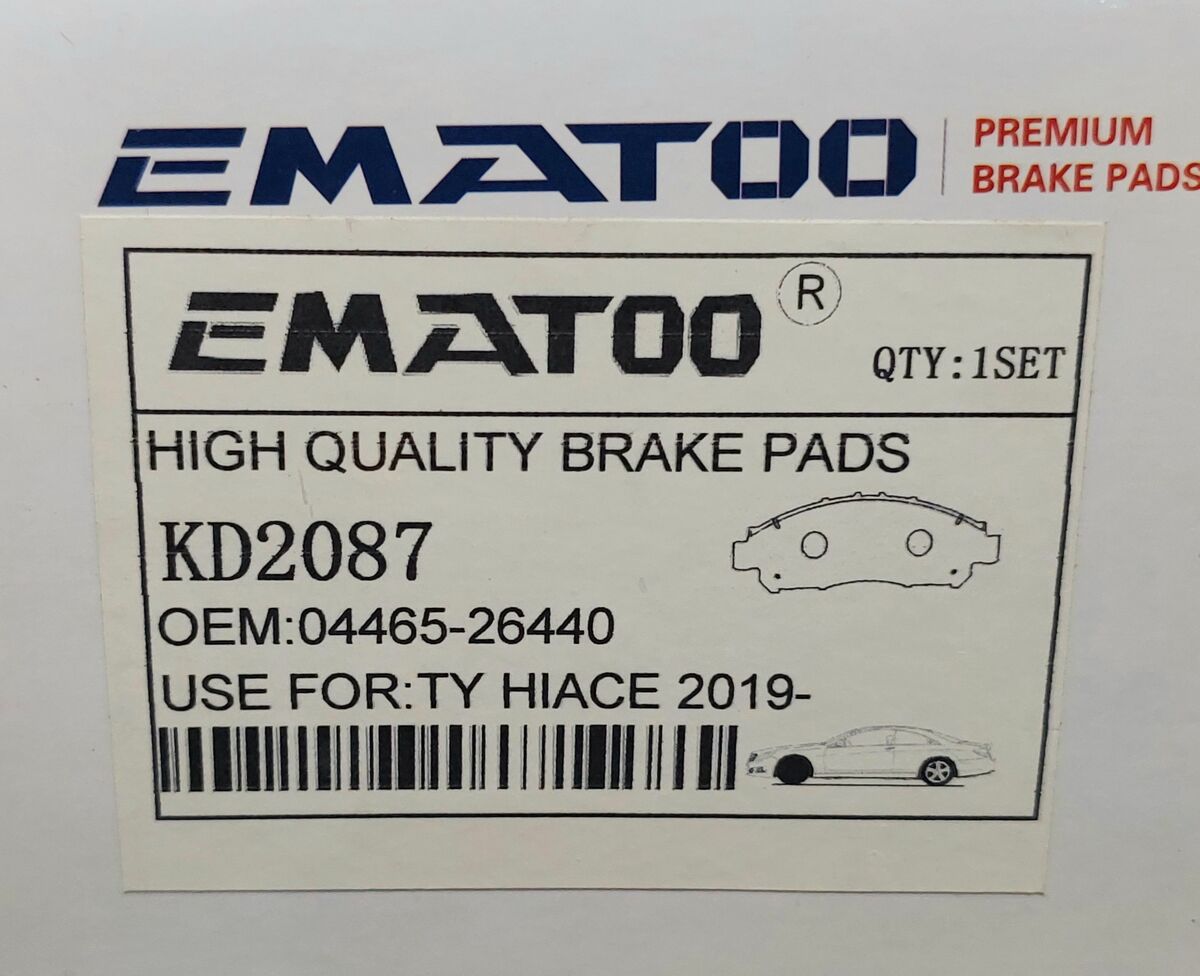 EMATOO
PREMIUM
BRAKE PADS
EMATOO ®
QTY:1SET
HIGH QUALITY BRAKE PADS
KD2087
OEM:04465-26440
USE FOR:TY HIACE 2019-